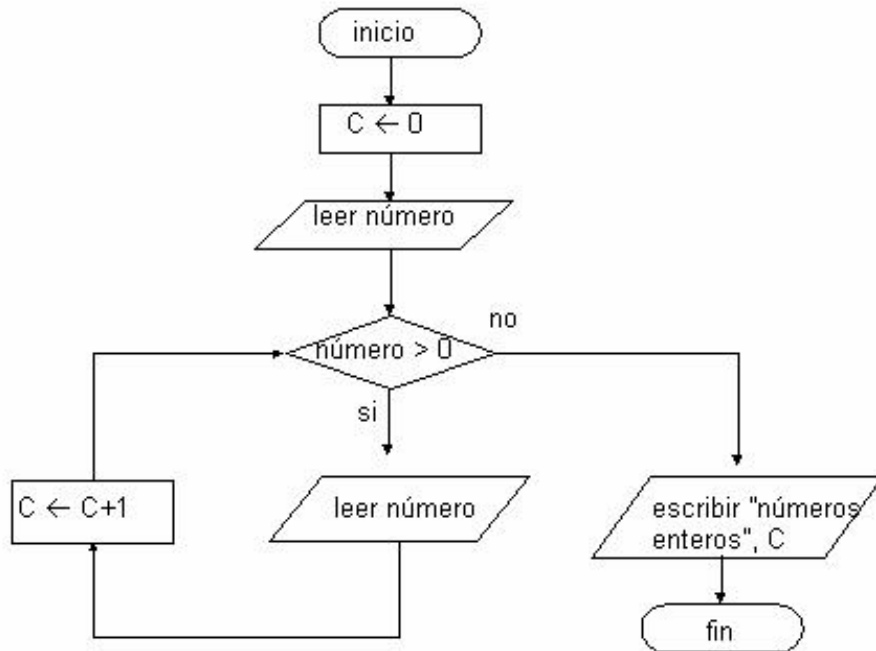 inicio
C ← 0
leer número
número > 0
no
si
C ← C+1
leer número
escribir "números
enteros", C
fin